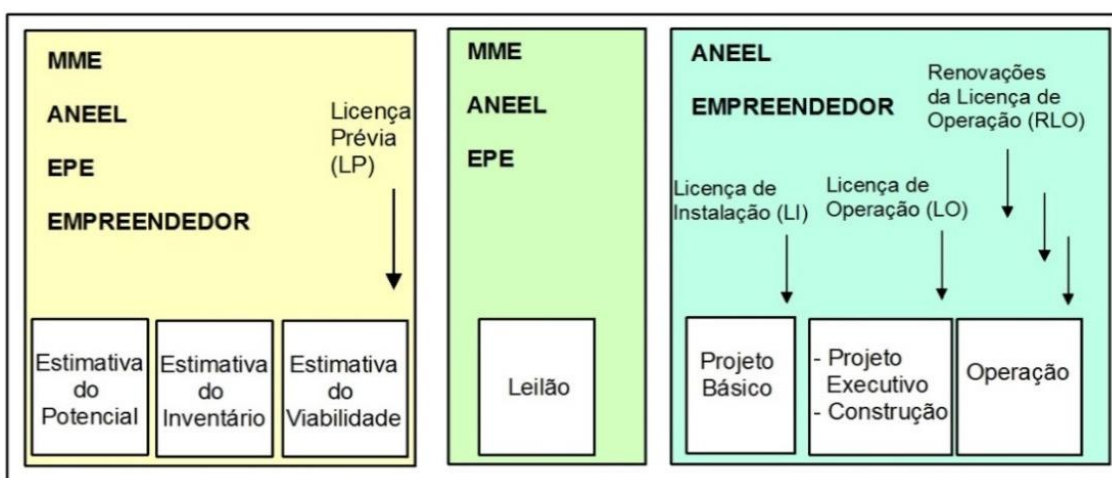 MME
ANEEL
EPE
EMPREENDEDOR
Licença
Prévia
(LP)
Estimativa
do
Potencial
Estimativa
do
Inventário
Estimativa
do
Viabilidade
MME
ANEEL
EPE
Leilão
ANEEL
EMPREENDEDOR
Renovações
da Licença de
Operação (RLO)
Licença de
Instalação (LI)
Licença de
Operação (LO)
Projeto
Básico
- Projeto
Executivo
- Construção
Operação